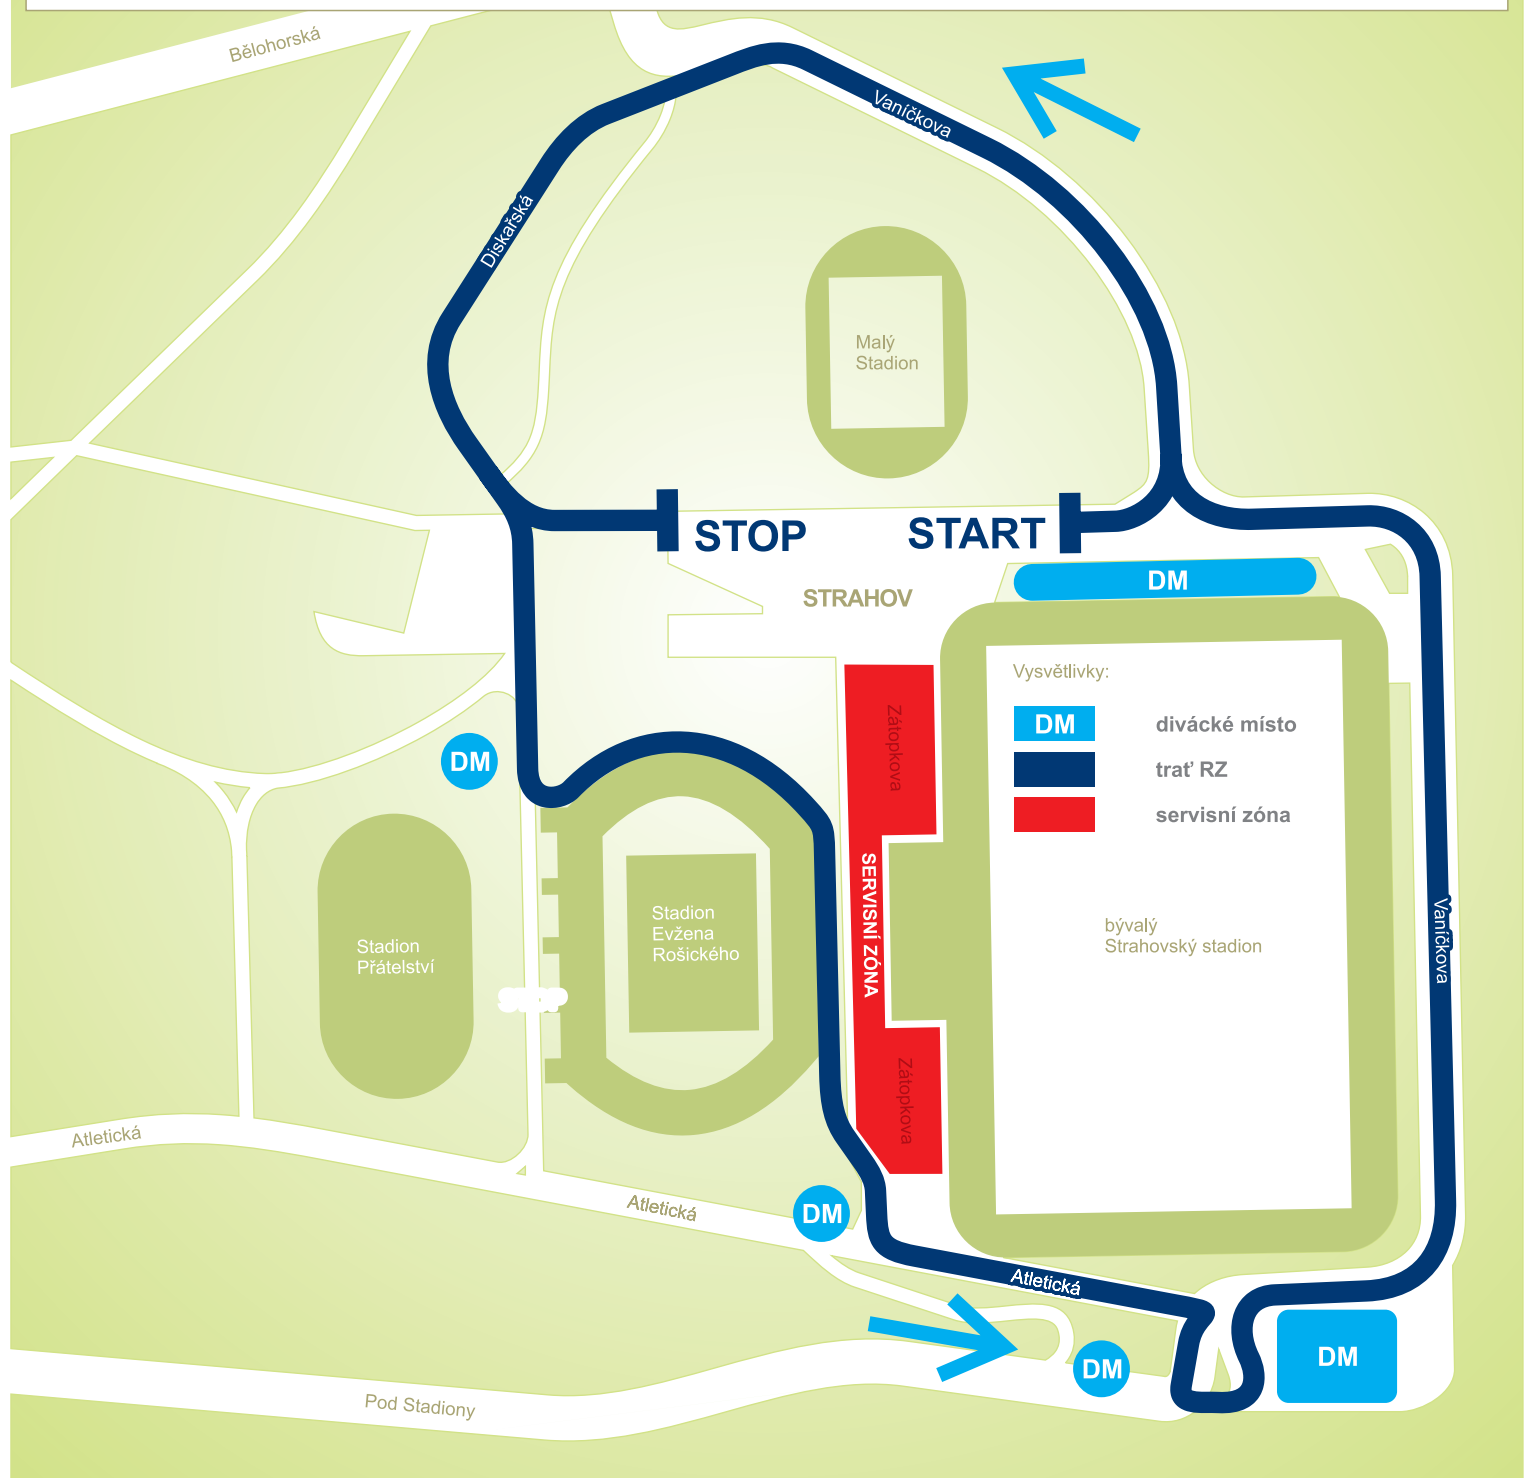 Bělohorská
Vaníčkova
Diskařská
Malý
Stadion
STOP
START
DM
STRAHOV
Vysvětlivky:
DM
divácké místo
trať RZ
servisní zóna
Zátopkova
DM
SERVISNÍ ZÓNA
Stadion
Evžena
Rošického
Stadion
Přátelství
bývalý
Strahovský stadion
Vaníčkova
Zátopkova
Atletická
Atletická
DM
Atletická
DM
DM
Pod Stadiony